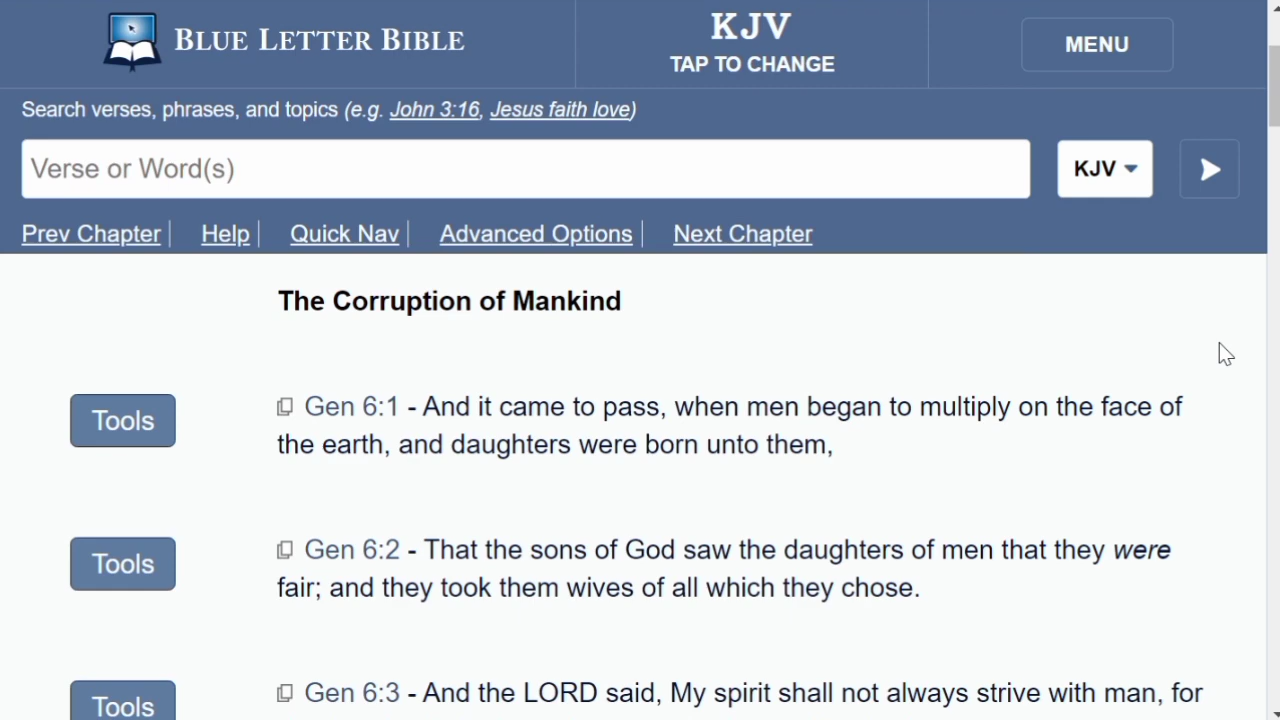 BLUE LETTER BIBLE
KJV
TAP TO CHANGE
MENU
Search verses, phrases, and topics (e.g. John 3:16, Jesus faith love)
Verse or Word(s)
KJV
Prev Chapter
Help
Quick Nav
Advanced Options
Next Chapter
The Corruption of Mankind
Tools
Gen 6:1 - And it came to pass, when men began to multiply on the face of
the earth, and daughters were born unto them,
Tools
Gen 6:2 - That the sons of God saw the daughters of men that they were
fair; and they took them wives of all which they chose.
Tools
Gen 6:3 - And the LORD said, My spirit shall not always strive with man, for